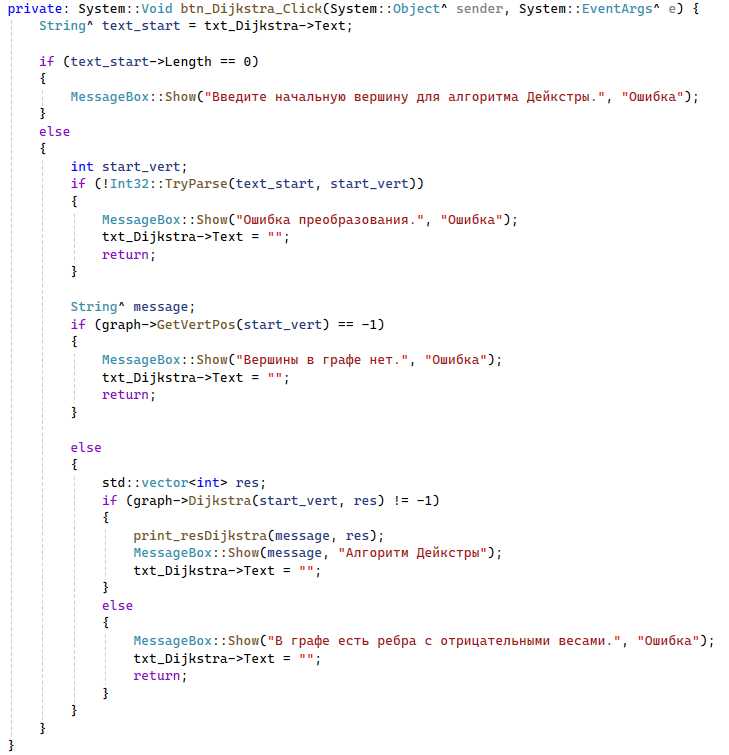 private: System::Void btn_Dijkstra_Click(System::Object^ sender, System::EventArgs^ e) {
    String^ text_start = txt_Dijkstra->Text;

    if (text_start->Length == 0)
    {
        MessageBox::Show("Введите начальную вершину для алгоритма Дейкстры.", "Ошибка");
    }
    else
    {
        int start_vert;
        if (!Int32::TryParse(text_start, start_vert))
        {
            MessageBox::Show("Ошибка преобразования.", "Ошибка");
            txt_Dijkstra->Text = "";
            return;
        }

        String^ message;
        if (graph->GetVertPos(start_vert) == -1)
        {
            MessageBox::Show("Вершины в графе нет.", "Ошибка");
            txt_Dijkstra->Text = "";
            return;
        }

        else
        {
            std::vector<int> res;
            if (graph->Dijkstra(start_vert, res) != -1)
            {
                print_resDijkstra(message, res);
                MessageBox::Show(message, "Алгоритм Дейкстры");
                txt_Dijkstra->Text = "";
            }
            else
            {
                MessageBox::Show("В графе есть ребра с отрицательными весами.", "Ошибка");
                txt_Dijkstra->Text = "";
                return;
            }
        }
    }
}